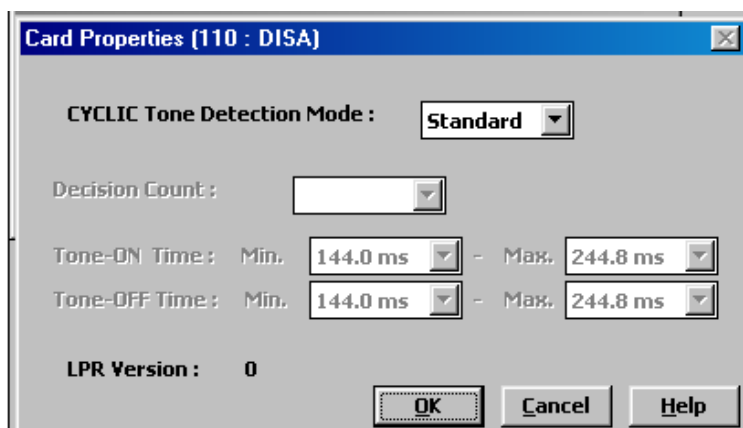 Card Properties (110 : DISA)
CYCLIC Tone Detection Mode : Standard
Decision Count :
Tone-ON Time : Min. 144.0 ms - Max. 244.8 ms
Tone-OFF Time : Min. 144.0 ms - Max. 244.8 ms
LPR Version : 0
OK Cancel Help